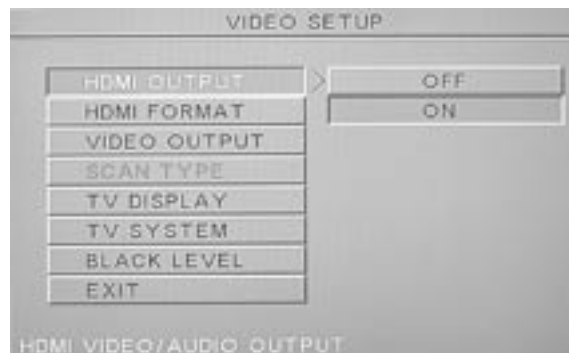 VIDEO SETUP
HDMI OUTPUT > OFF
HDMI FORMAT ON
VIDEO OUTPUT
SCAN TYPE
TV DISPLAY
TV SYSTEM
BLACK LEVEL
EXIT
HDMI VIDEO/AUDIO OUTPUT